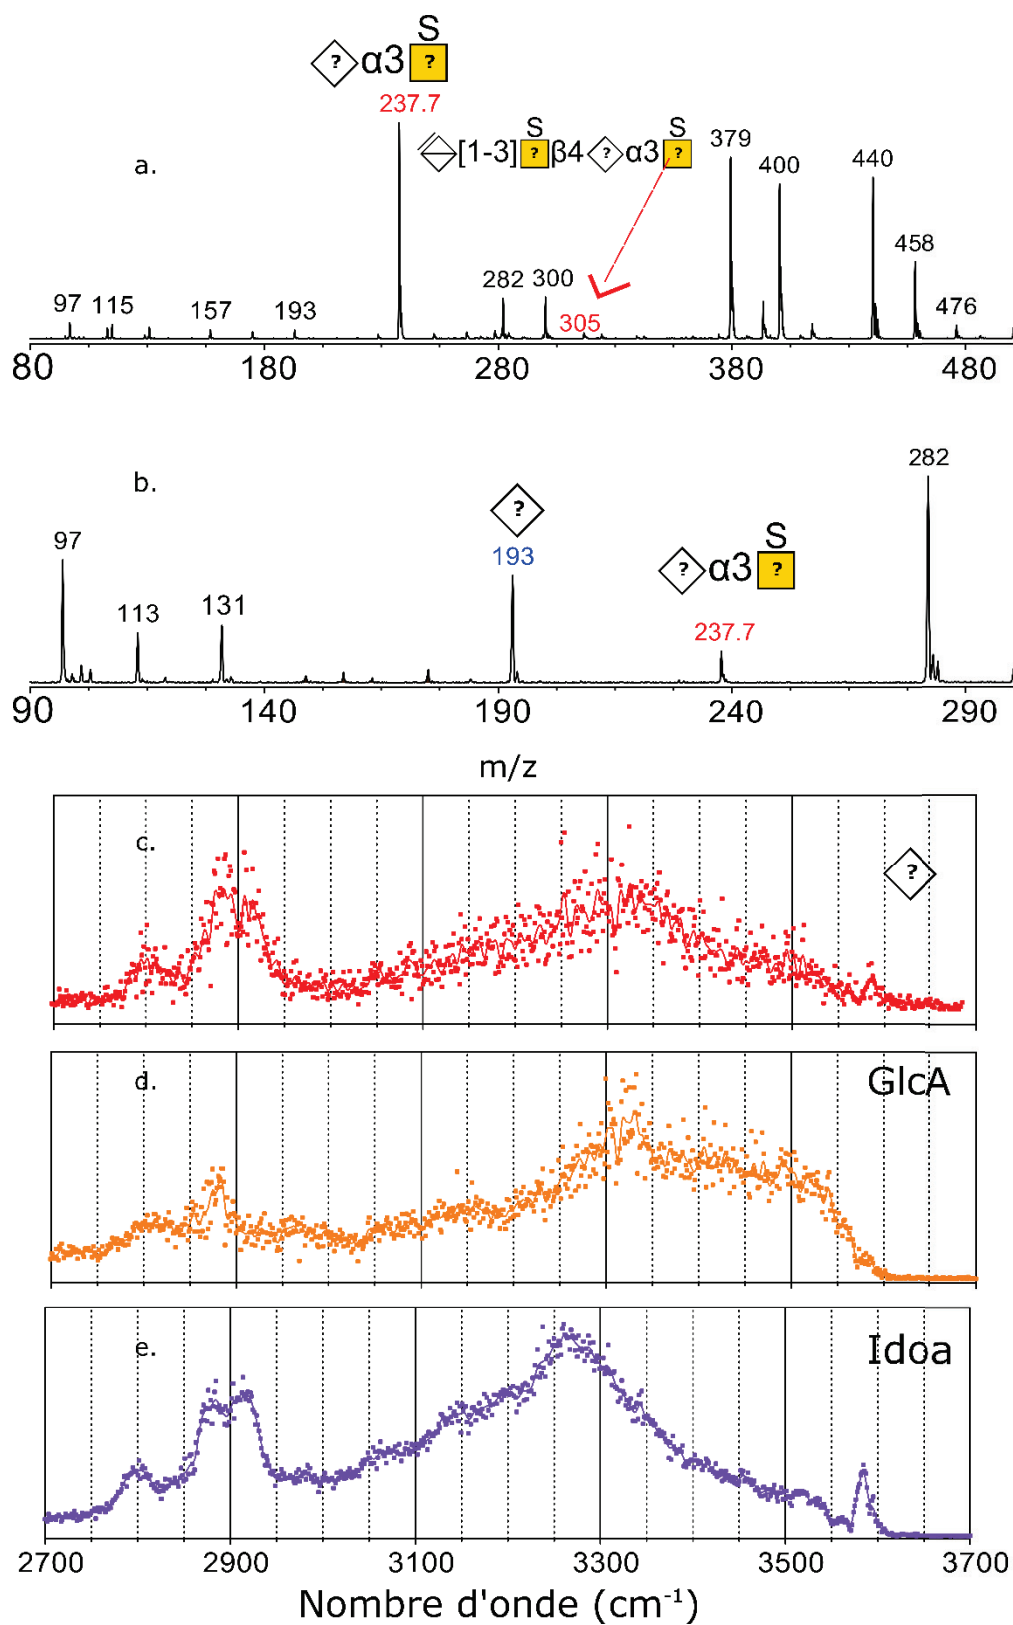 S
? α3 ?
237.7
S S
[1-3] ? β4 ? α3 ?
a.
379
400
440
458
97 115 157 193 282 300 305 476
80 180 280 380 480
b.
282
?
97 193
S
? α3 ?
113 131 237.7
90 140 190 240 290
m/z
c.
?
d.
GlcA
e.
Idoa
2700 2900 3100 3300 3500 3700
Nombre d'onde (cm⁻¹)